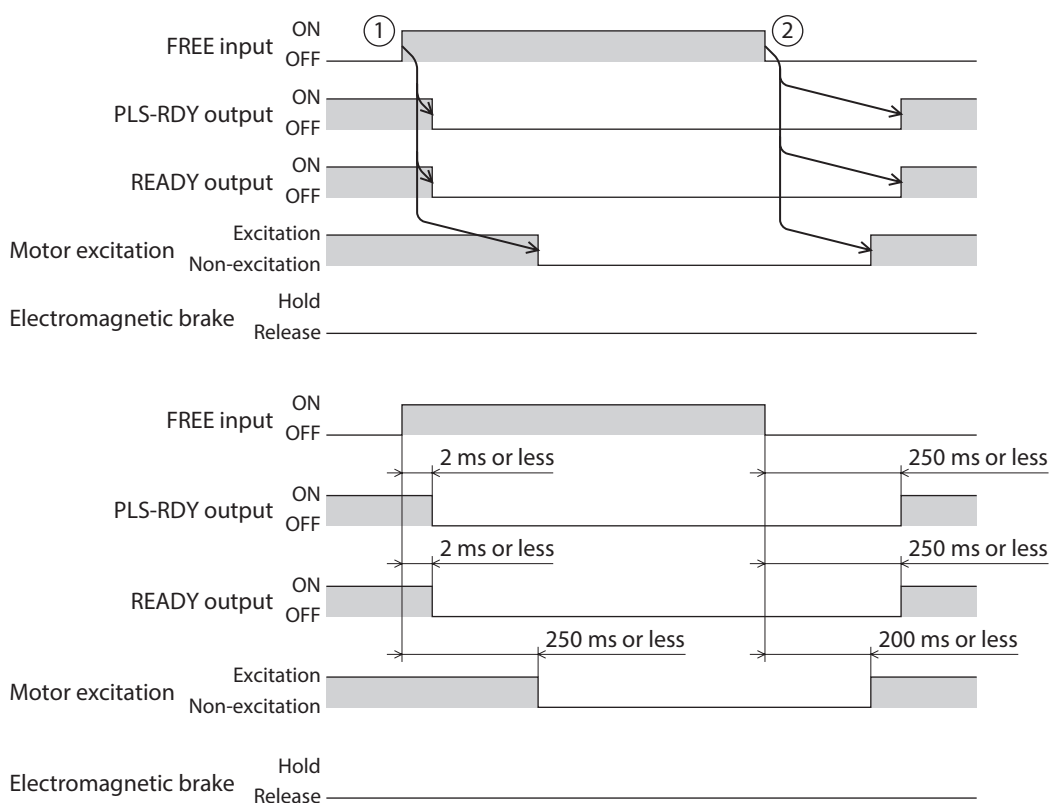 ON
FREE input
OFF
1
2
ON
PLS-RDY output
OFF
ON
READY output
OFF
Excitation
Motor excitation
Non-excitation
Hold
Electromagnetic brake
Release
ON
FREE input
OFF
2 ms or less
250 ms or less
ON
PLS-RDY output
OFF
2 ms or less
250 ms or less
ON
READY output
OFF
250 ms or less
200 ms or less
Excitation
Motor excitation
Non-excitation
Hold
Electromagnetic brake
Release